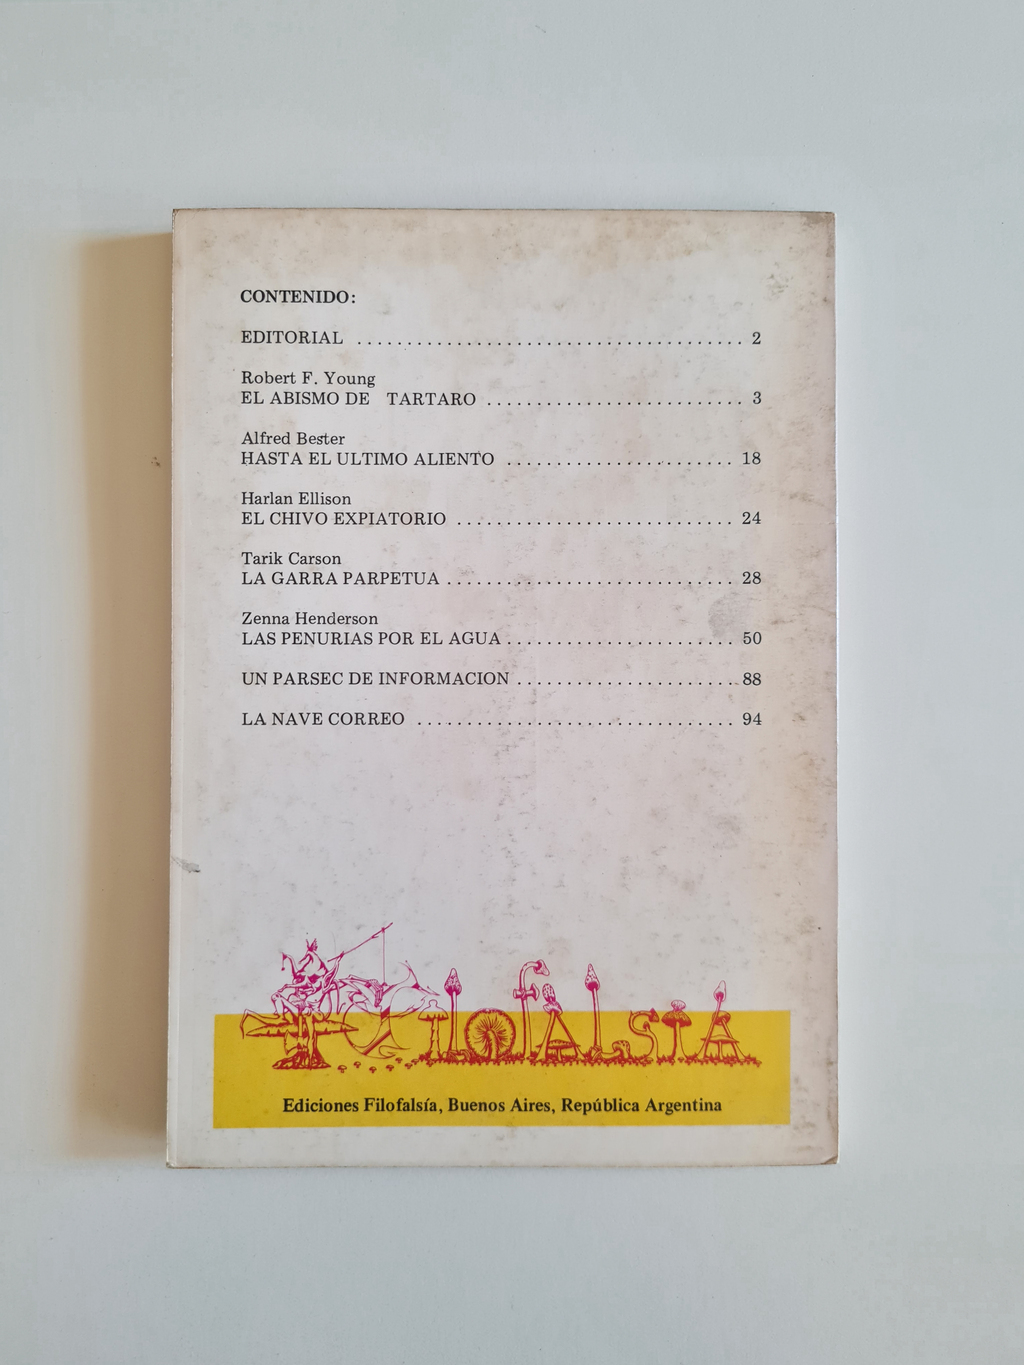 CONTENIDO:
EDITORIAL ....................................... 2
Robert F. Young
EL ABISMO DE TARTARO .......................... 3
Alfred Bester
HASTA EL ULTIMO ALIENTO ....................... 18
Harlan Ellison
EL CHIVO EXPIATORIO ............................ 24
Tarik Carson
LA GARRA PARPETUA ............................. 28
Zenna Henderson
LAS PENURIAS POR EL AGUA ....................... 50
UN PARSEC DE INFORMACION ...................... 88
LA NAVE CORREO ................................ 94
FILOFALSIA
Ediciones Filofalsía, Buenos Aires, República Argentina